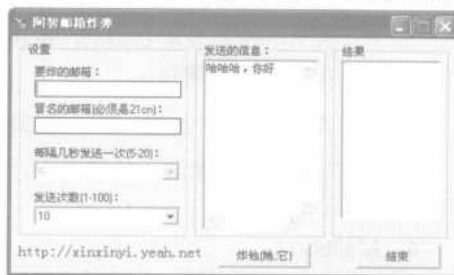 阿智邮箱炸弹
设置
要炸的邮箱：
冒名的邮箱(必须是21cn)：
每隔几秒发送一次(5-20)：
发送次数(1-100)：
10
http://xinxinyi.yeah.net
发送的信息：
哈哈哈，你好
炸他(她,它)
结果
结束